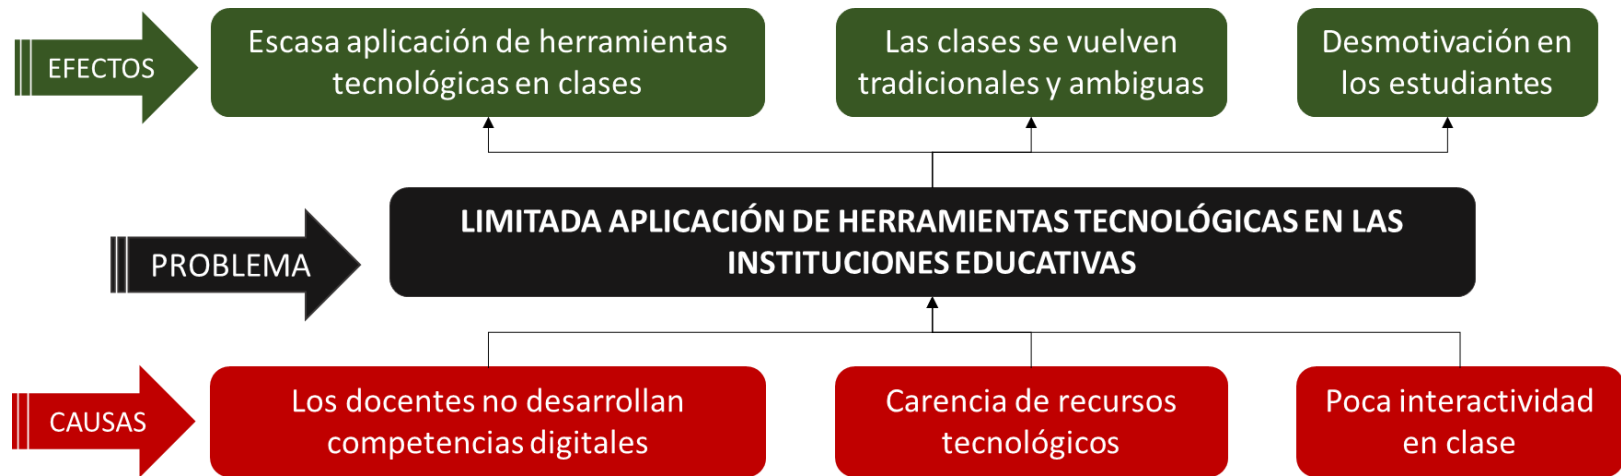 EFECTOS
Escasa aplicación de herramientas
tecnológicas en clases
Las clases se vuelven
tradicionales y ambiguas
Desmotivación en
los estudiantes
PROBLEMA
LIMITADA APLICACIÓN DE HERRAMIENTAS TECNOLÓGICAS EN LAS
INSTITUCIONES EDUCATIVAS
CAUSAS
Los docentes no desarrollan
competencias digitales
Carencia de recursos
tecnológicos
Poca interactividad
en clase